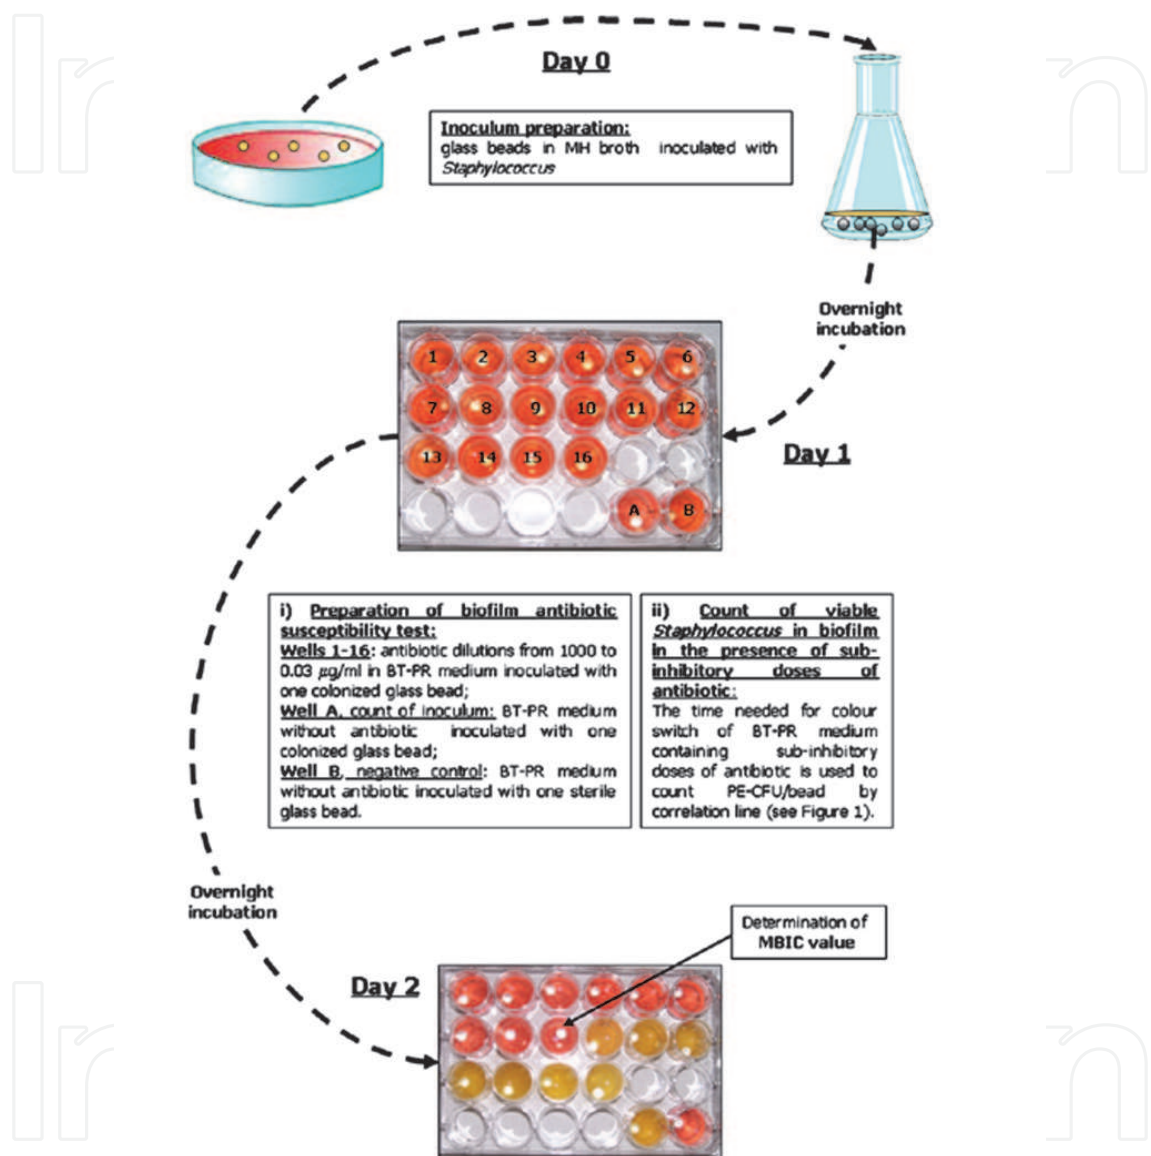 Day 0
Inoculum preparation:
glass beads in MH broth inoculated with
Staphylococcus
Overnight
incubation
1 2 3 4 5 6
7 8 9 10 11 12
13 14 15 16
A B
Day 1
i) Preparation of biofilm antibiotic
susceptibility test:
Wells 1-16: antibiotic dilutions from 1000 to
0.03 µg/ml in BT-PR medium inoculated with
one colonized glass bead;
Well A, count of inoculum: BT-PR medium
without antibiotic inoculated with one
colonized glass bead;
Well B, negative control: BT-PR medium
without antibiotic inoculated with one sterile
glass bead.
ii) Count of viable
Staphylococcus in biofilm
in the presence of sub-
inhibitory doses of
antibiotic:
The time needed for colour
switch of BT-PR medium
containing sub-inhibitory
doses of antibiotic is used to
count PE-CFU/bead by
correlation line (see Figure 1).
Overnight
incubation
Determination of
MBIC value
Day 2